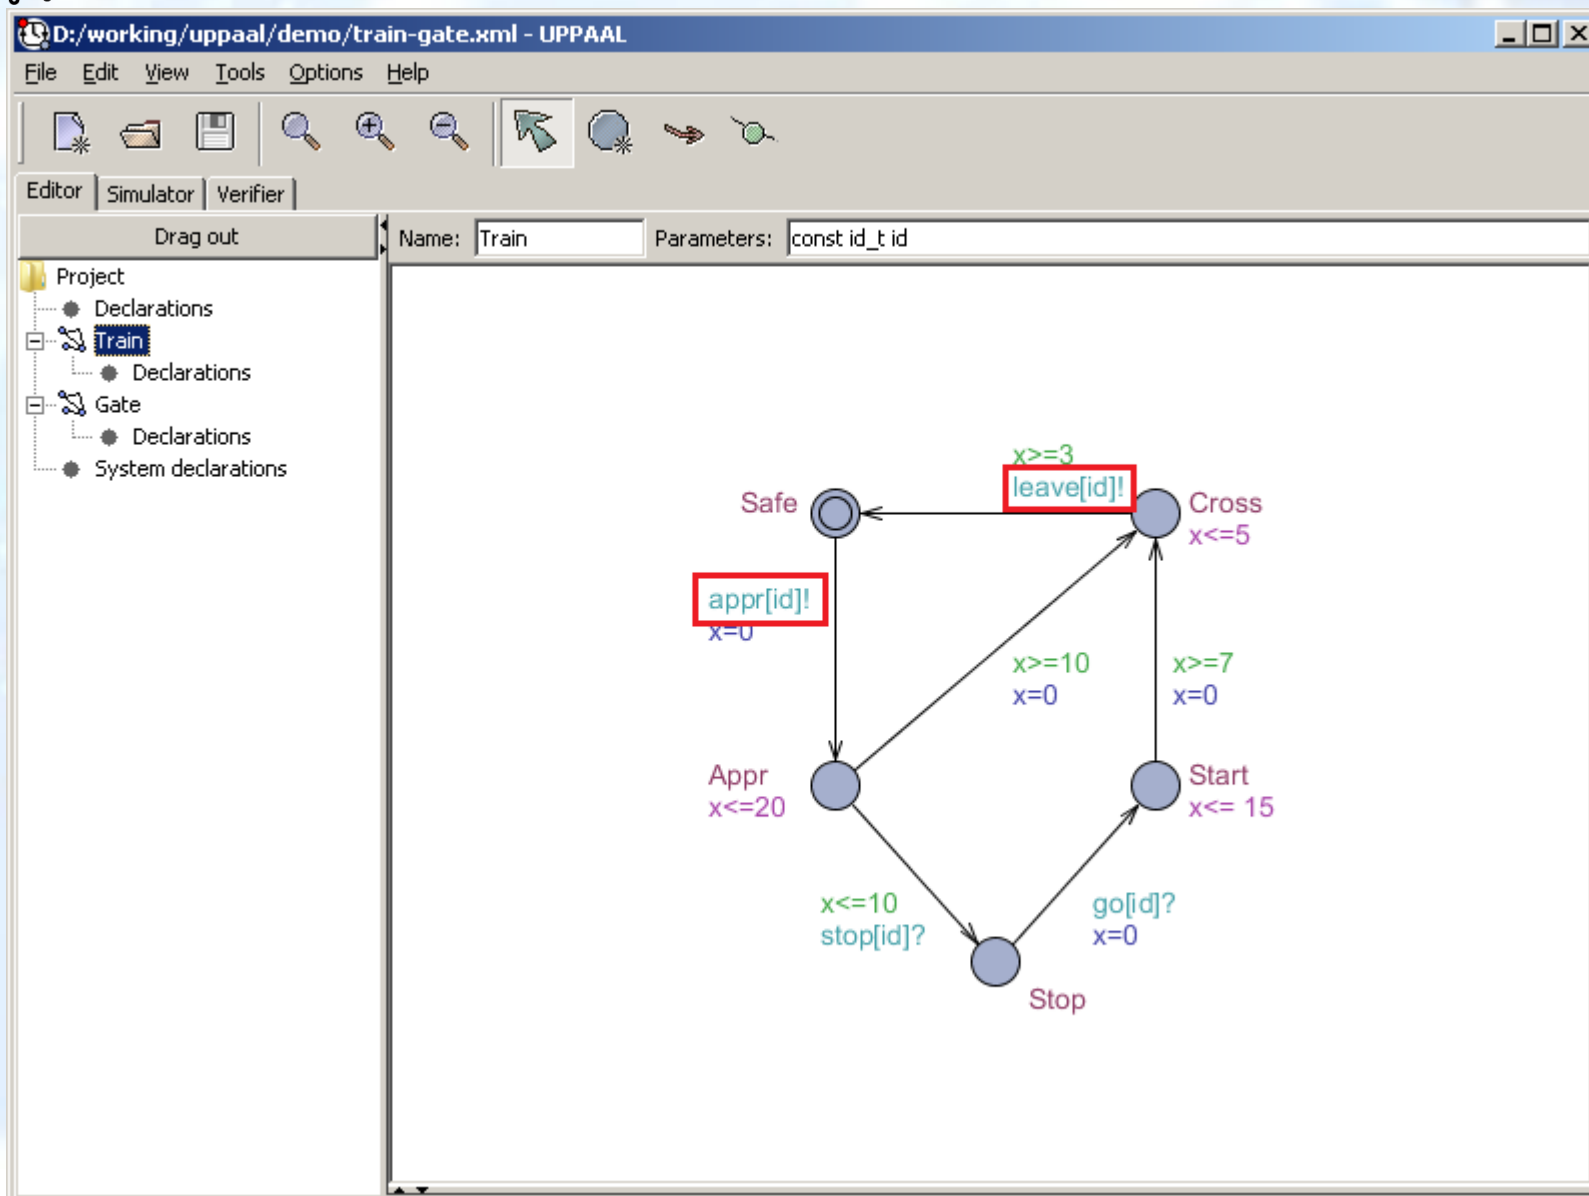 D:/working/uppaal/demo/train-gate.xml - UPPAAL
File Edit View Tools Options Help
Editor Simulator Verifier
Drag out
Name: Train Parameters: const id_t id
Project
Declarations
Train
Declarations
Gate
Declarations
System declarations
x>=3
leave[id]!
Safe
Cross
x<=5
appr[id]!
x=0
x>=10
x=0
x>=7
x=0
Appr
x<=20
Start
x<= 15
x<=10
stop[id]?
go[id]?
x=0
Stop